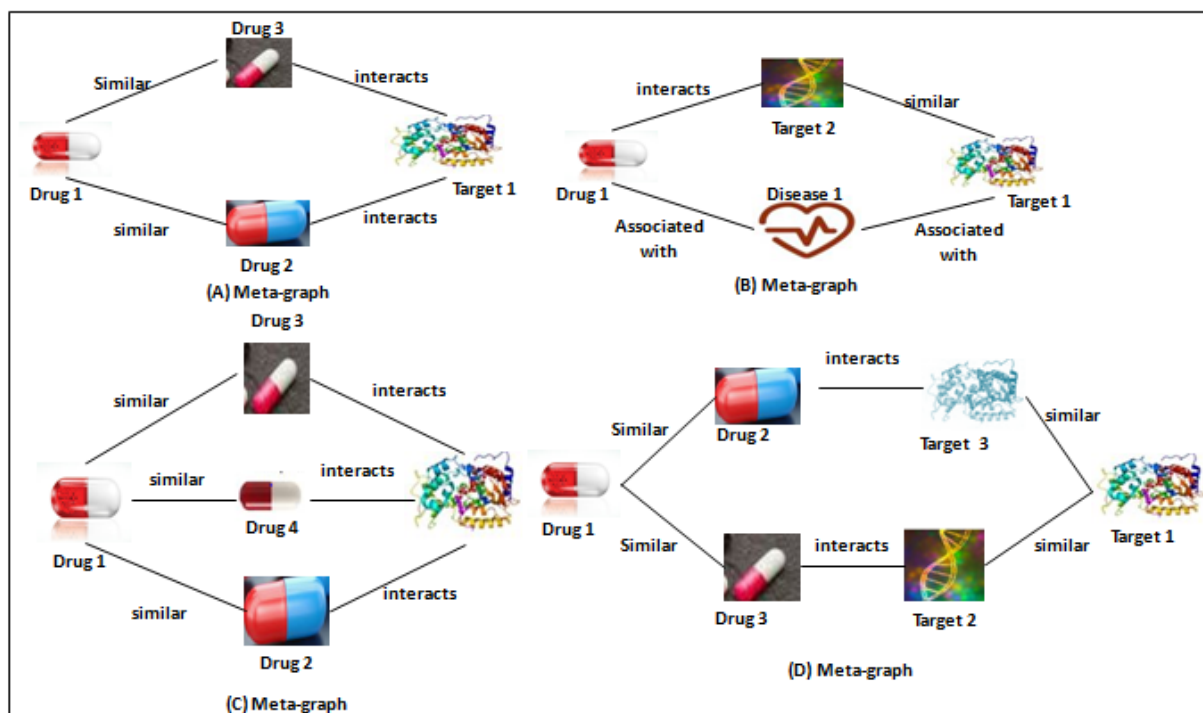 Drug 3
Similar
interacts
Drug 1
Target 1
similar
interacts
Drug 2
(A) Meta-graph
interacts
similar
Target 2
Drug 1
Disease 1
Target 1
Associated
with
Associated
with
(B) Meta-graph
Drug 3
similar
interacts
similar
interacts
Drug 4
Drug 1
similar
interacts
Drug 2
(C) Meta-graph
interacts
Similar
Drug 2
Target 3
similar
Drug 1
Target 1
Similar
interacts
similar
Drug 3
Target 2
(D) Meta-graph